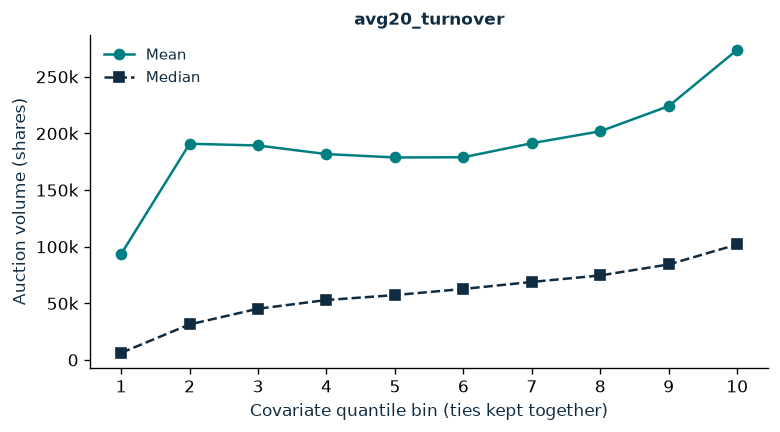 avg20_turnover
Mean
Median
Auction volume (shares)
250k
200k
150k
100k
50k
0
1 2 3 4 5 6 7 8 9 10
Covariate quantile bin (ties kept together)